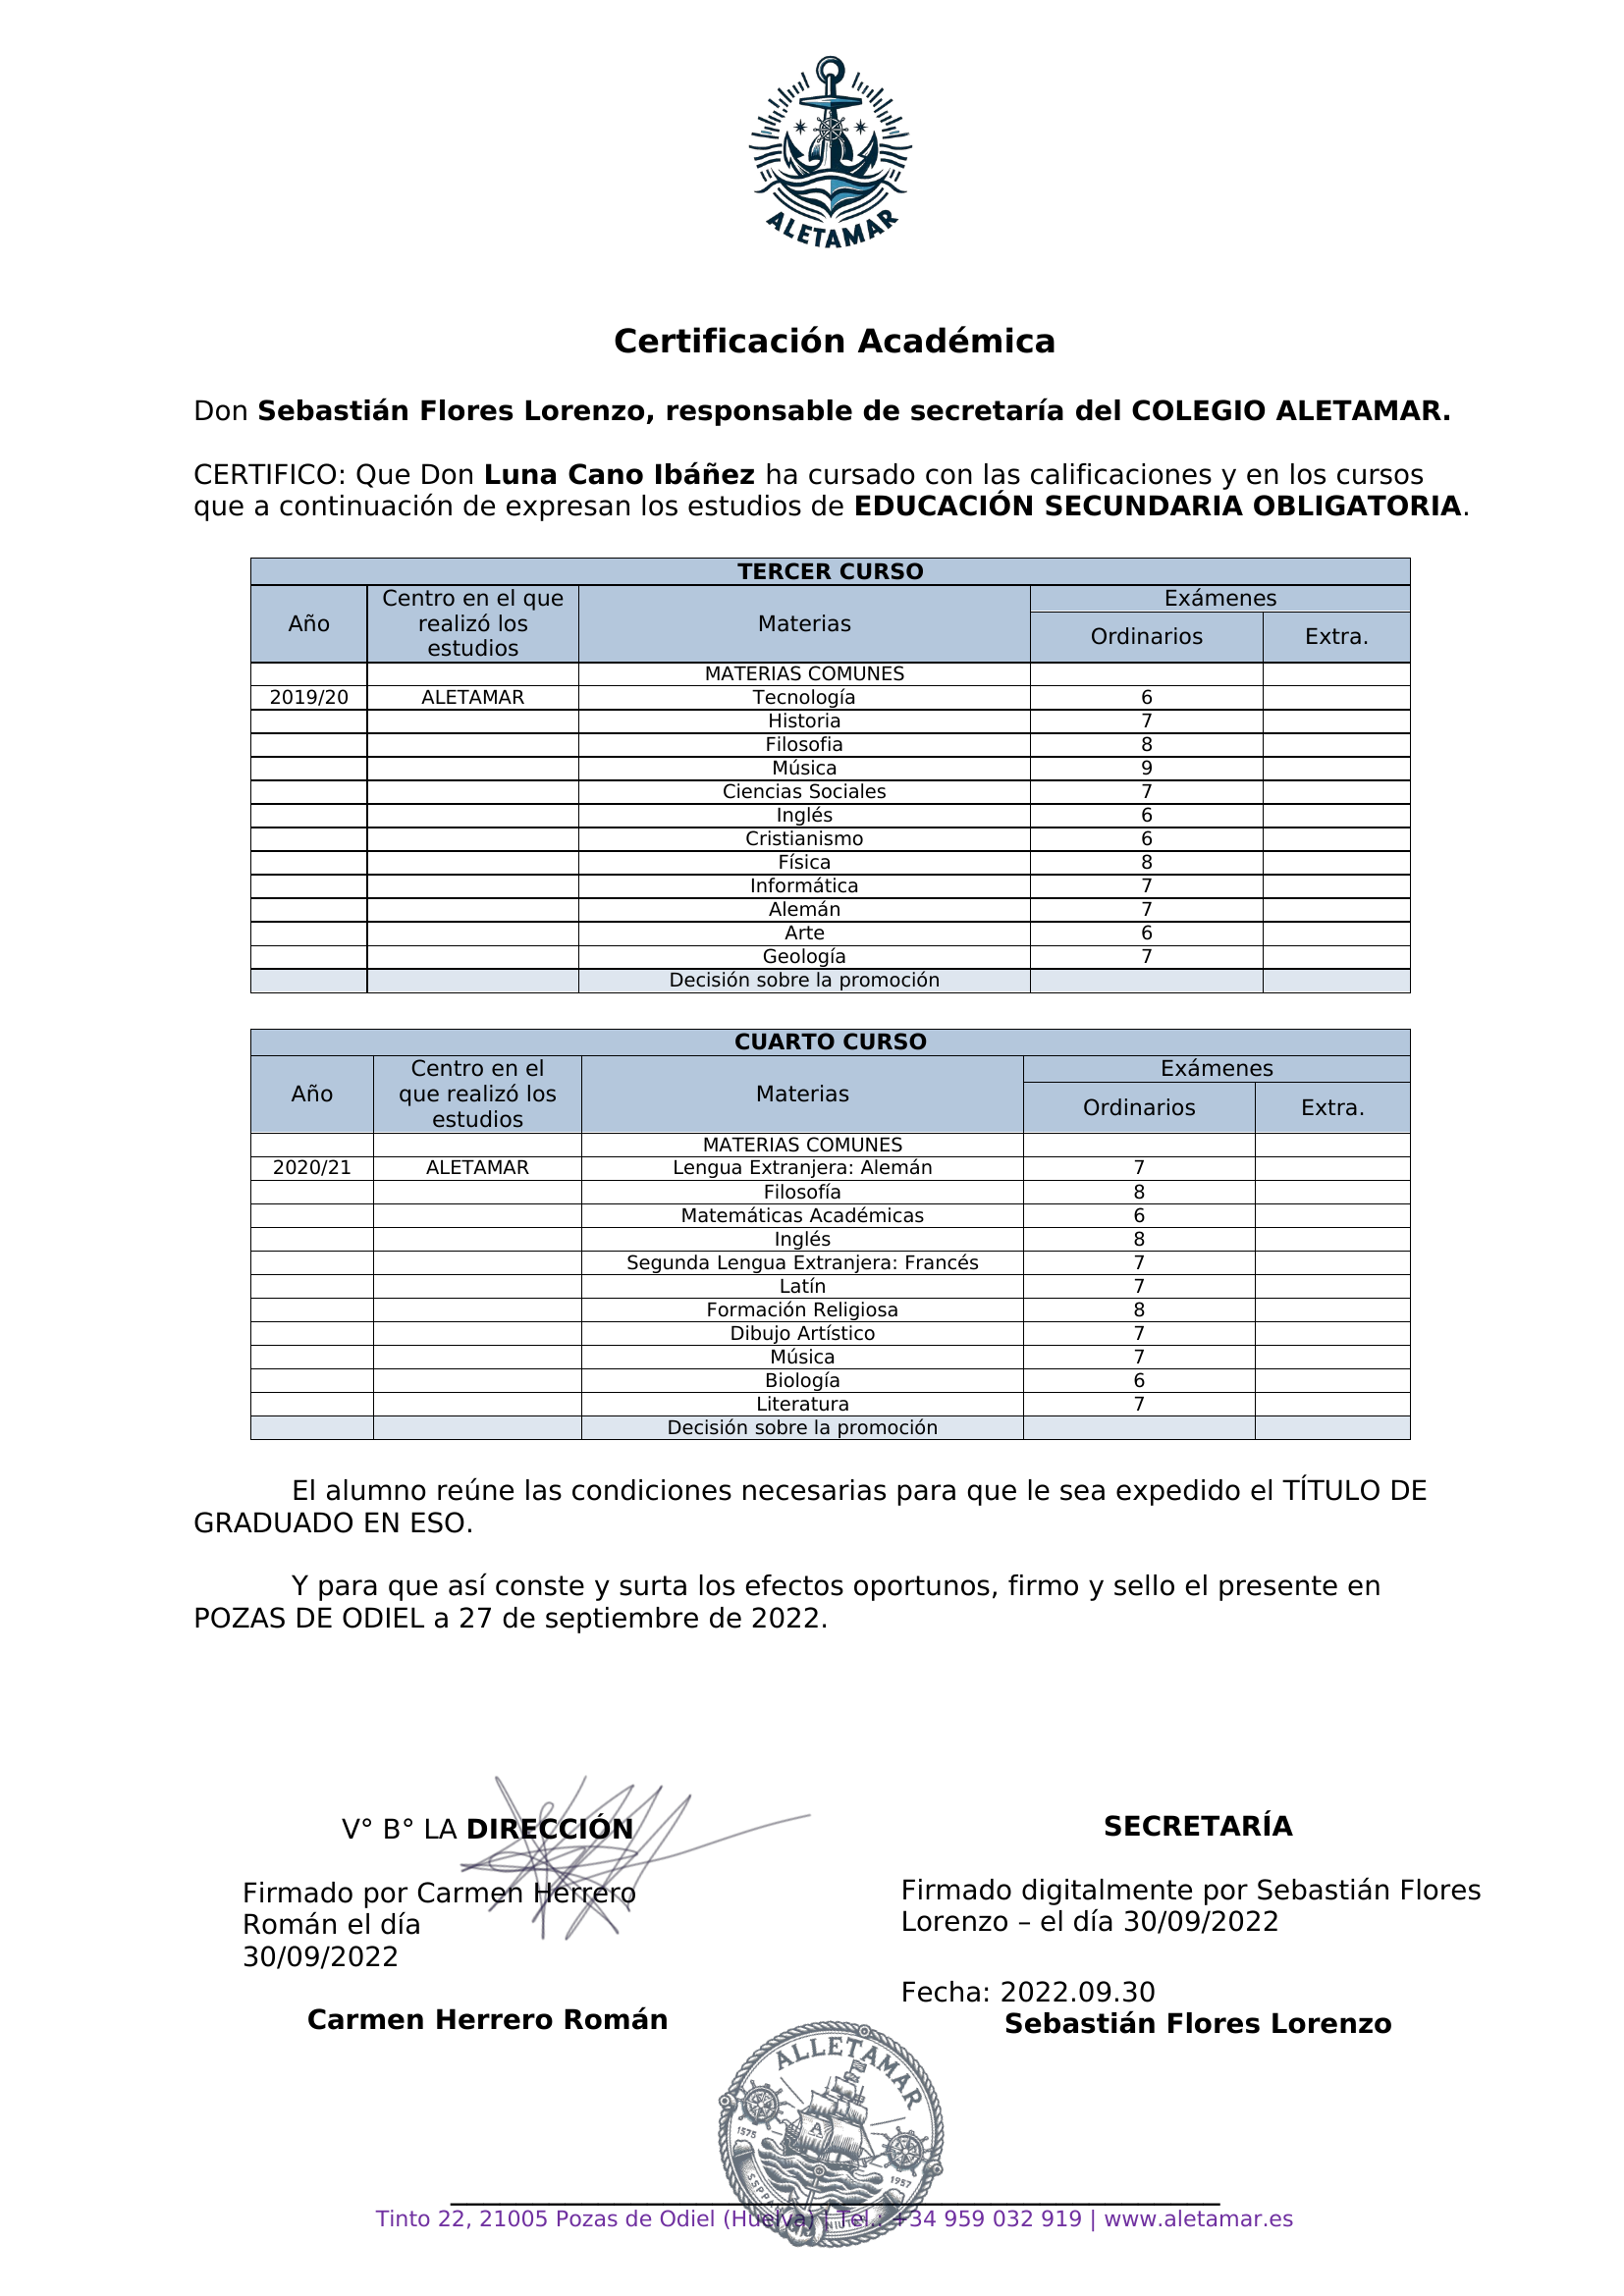 ALETAMAR
Certificación Académica
Don Sebastián Flores Lorenzo, responsable de secretaría del COLEGIO ALETAMAR.
CERTIFICO: Que Don Luna Cano Ibáñez ha cursado con las calificaciones y en los cursos
que a continuación de expresan los estudios de EDUCACIÓN SECUNDARIA OBLIGATORIA.
TERCER CURSO
Año
Centro en el que
realizó los
estudios
Materias
Exámenes
Ordinarios Extra.
MATERIAS COMUNES
2019/20 ALETAMAR Tecnología 6
Historia 7
Filosofia 8
Música 9
Ciencias Sociales 7
Inglés 6
Cristianismo 6
Física 8
Informática 7
Alemán 7
Arte 6
Geología 7
Decisión sobre la promoción
CUARTO CURSO
Año
Centro en el
que realizó los
estudios
Materias
Exámenes
Ordinarios Extra.
MATERIAS COMUNES
2020/21 ALETAMAR Lengua Extranjera: Alemán 7
Filosofía 8
Matemáticas Académicas 6
Inglés 8
Segunda Lengua Extranjera: Francés 7
Latín 7
Formación Religiosa 8
Dibujo Artístico 7
Música 7
Biología 6
Literatura 7
Decisión sobre la promoción
El alumno reúne las condiciones necesarias para que le sea expedido el TÍTULO DE
GRADUADO EN ESO.
Y para que así conste y surta los efectos oportunos, firmo y sello el presente en
POZAS DE ODIEL a 27 de septiembre de 2022.
V° B° LA DIRECCIÓN
Firmado por Carmen Herrero
Román el día
30/09/2022
Carmen Herrero Román
SECRETARÍA
Firmado digitalmente por Sebastián Flores
Lorenzo – el día 30/09/2022
Fecha: 2022.09.30
Sebastián Flores Lorenzo
ALLETAMAR
A
1575
1957
Tinto 22, 21005 Pozas de Odiel (Huelva) | Tel.: +34 959 032 919 | www.aletamar.es